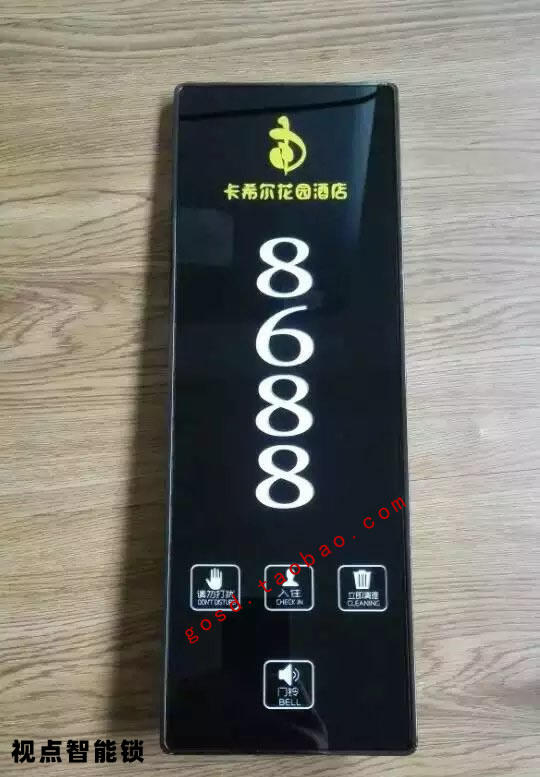 卡希尔花园酒店
8
6
8
8
请勿打扰
DON'T DISTURB
入住
CHECK IN
立即清理
CLEANING
门铃
BELL
gosd.taobao.com
视点智能锁